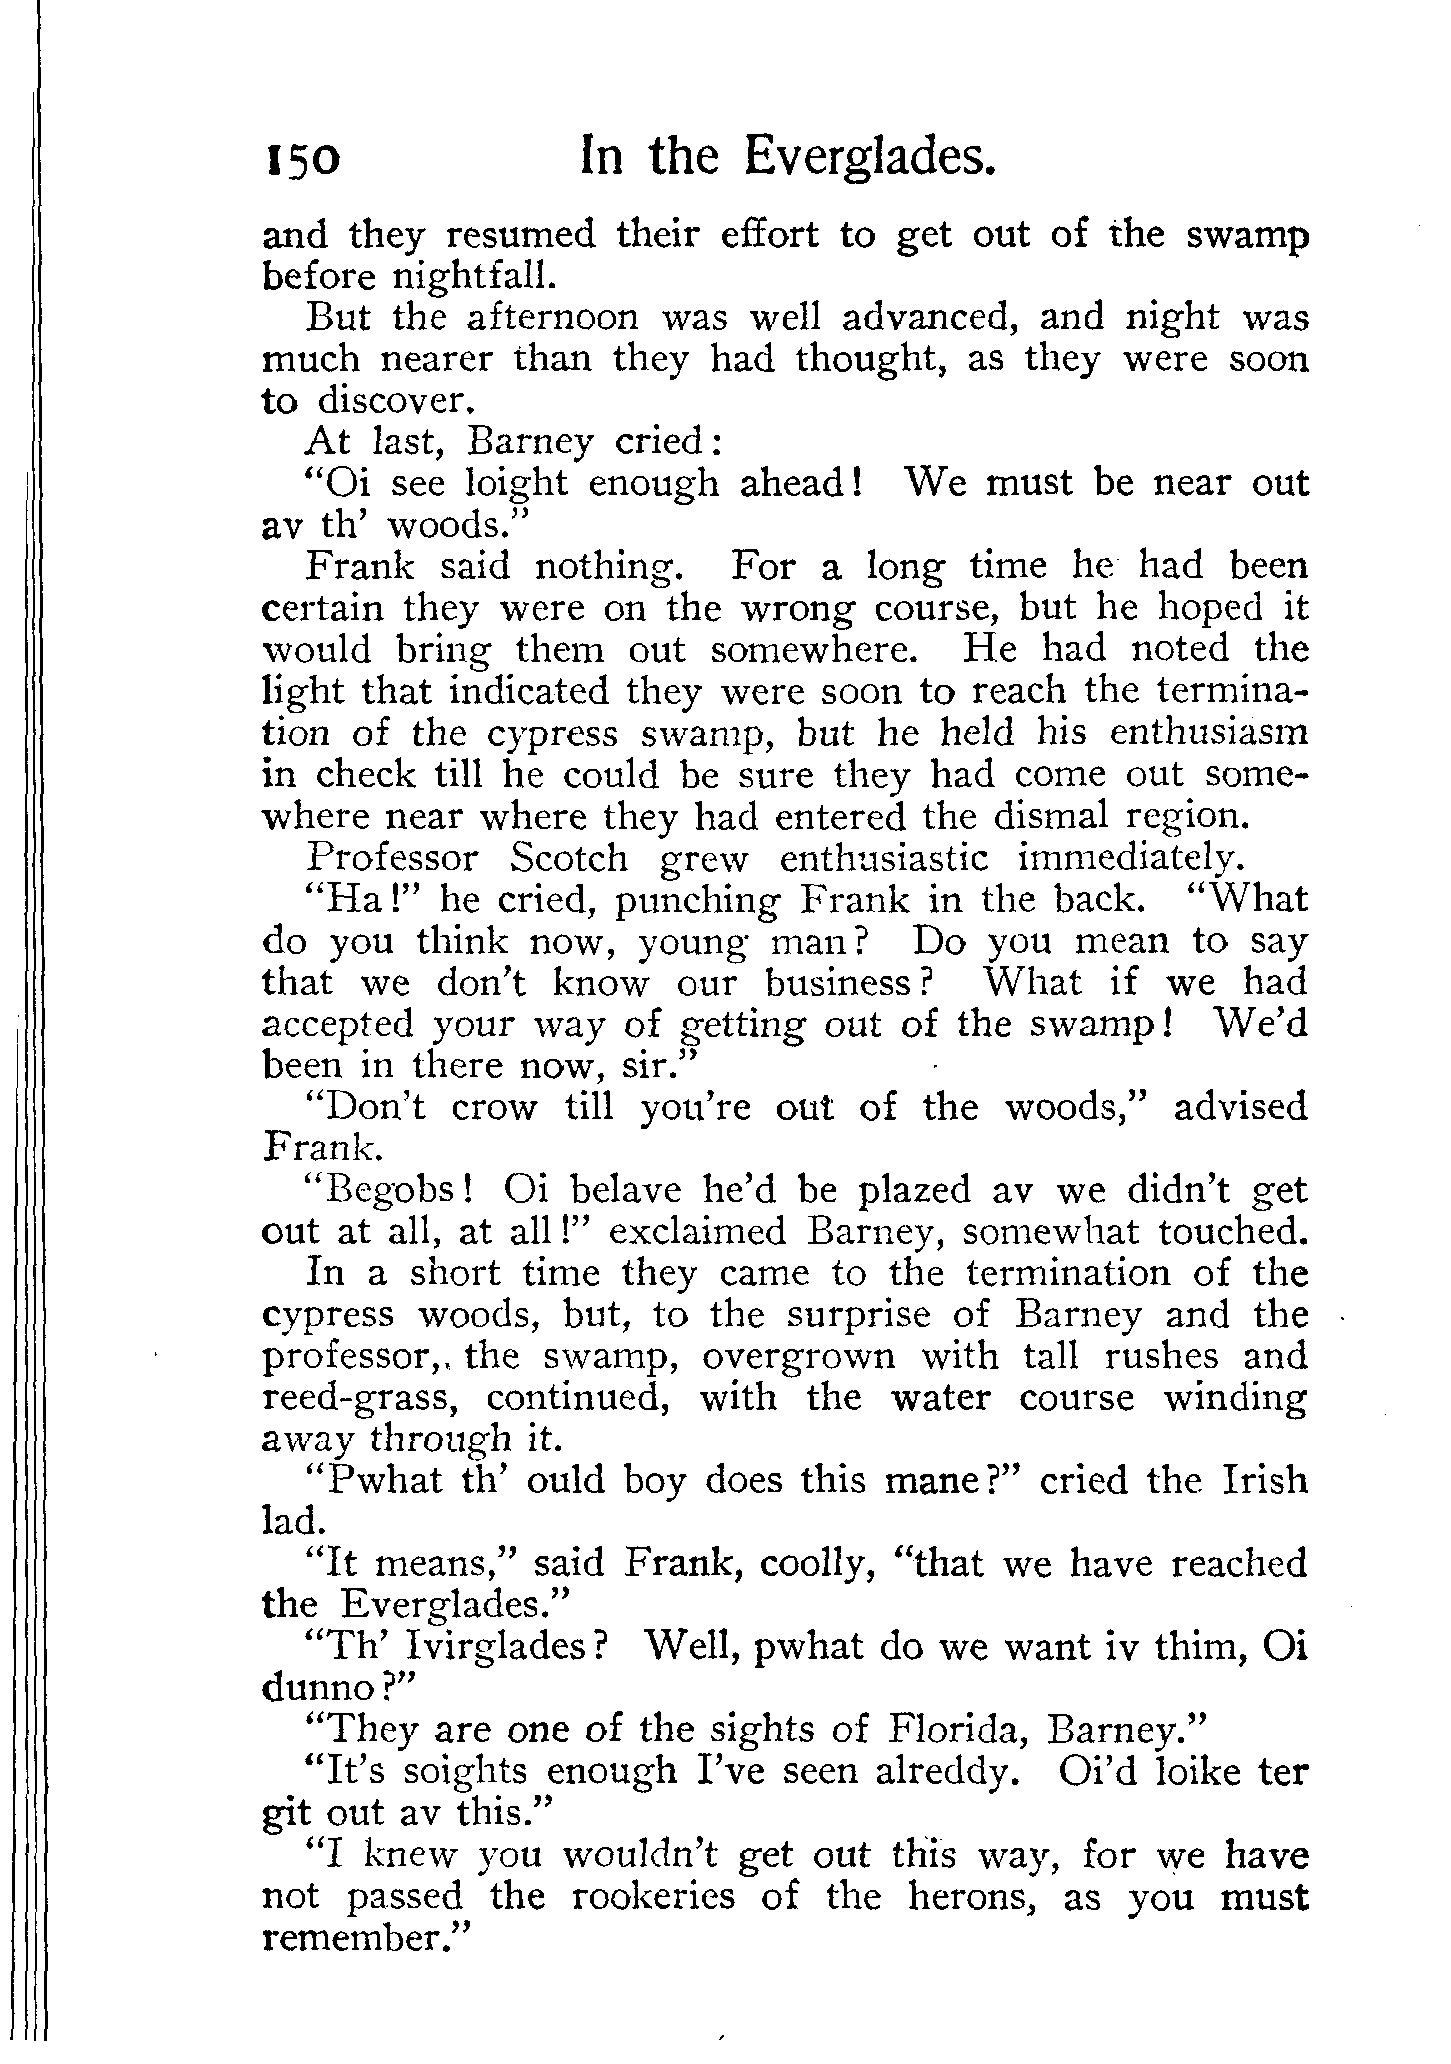 150 In the Everglades.
and they resumed their effort to get out of the swamp
before nightfall.
But the afternoon was well advanced, and night was
much nearer than they had thought, as they were soon
to discover.
At last, Barney cried:
"Oi see loight enough ahead! We must be near out
av th' woods."
Frank said nothing. For a long time he had been
certain they were on the wrong course, but he hoped it
would bring them out somewhere. He had noted the
light that indicated they were soon to reach the termina-
tion of the cypress swamp, but he held his enthusiasm
in check till he could be sure they had come out some-
where near where they had entered the dismal region.
Professor Scotch grew enthusiastic immediately.
"Ha!" he cried, punching Frank in the back. "What
do you think now, young man? Do you mean to say
that we don't know our business? What if we had
accepted your way of getting out of the swamp! We'd
been in there now, sir."
"Don't crow till you're out of the woods," advised
Frank.
"Begobs! Oi belave he'd be plazed av we didn't get
out at all, at all!" exclaimed Barney, somewhat touched.
In a short time they came to the termination of the
cypress woods, but, to the surprise of Barney and the
professor, the swamp, overgrown with tall rushes and
reed-grass, continued, with the water course winding
away through it.
"Pwhat th' ould boy does this mane?" cried the Irish
lad.
"It means," said Frank, coolly, "that we have reached
the Everglades."
"Th' Ivirglades? Well, pwhat do we want iv thim, Oi
dunno?"
"They are one of the sights of Florida, Barney."
"It's soights enough I've seen alreddy. Oi'd loike ter
git out av this."
"I knew you wouldn't get out this way, for we have
not passed the rookeries of the herons, as you must
remember."